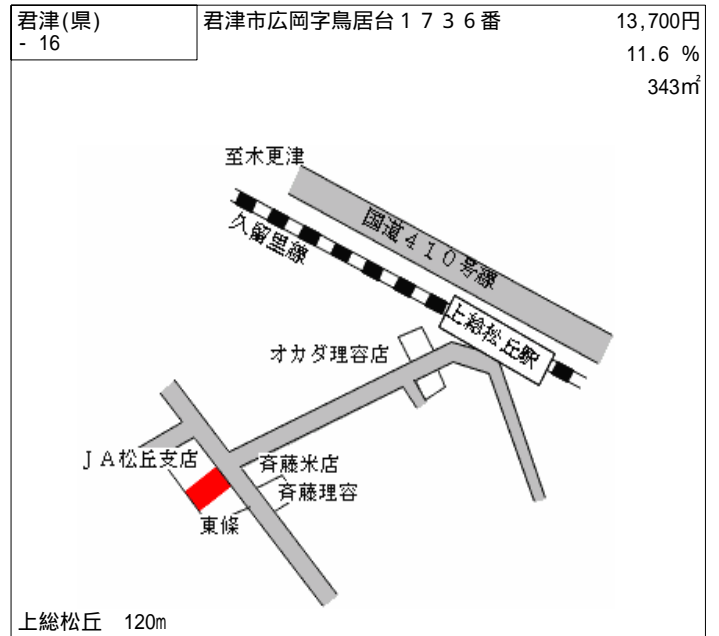 君津(県)
- 16
君津市広岡字鳥居台１７３６番
13,700円
11.6 %
343㎡
至木更津
国道４１０号線
久留里線
上総松丘駅
オカダ理容店
ＪＡ松丘支店
斉藤米店
斉藤理容
東條
上総松丘 120m